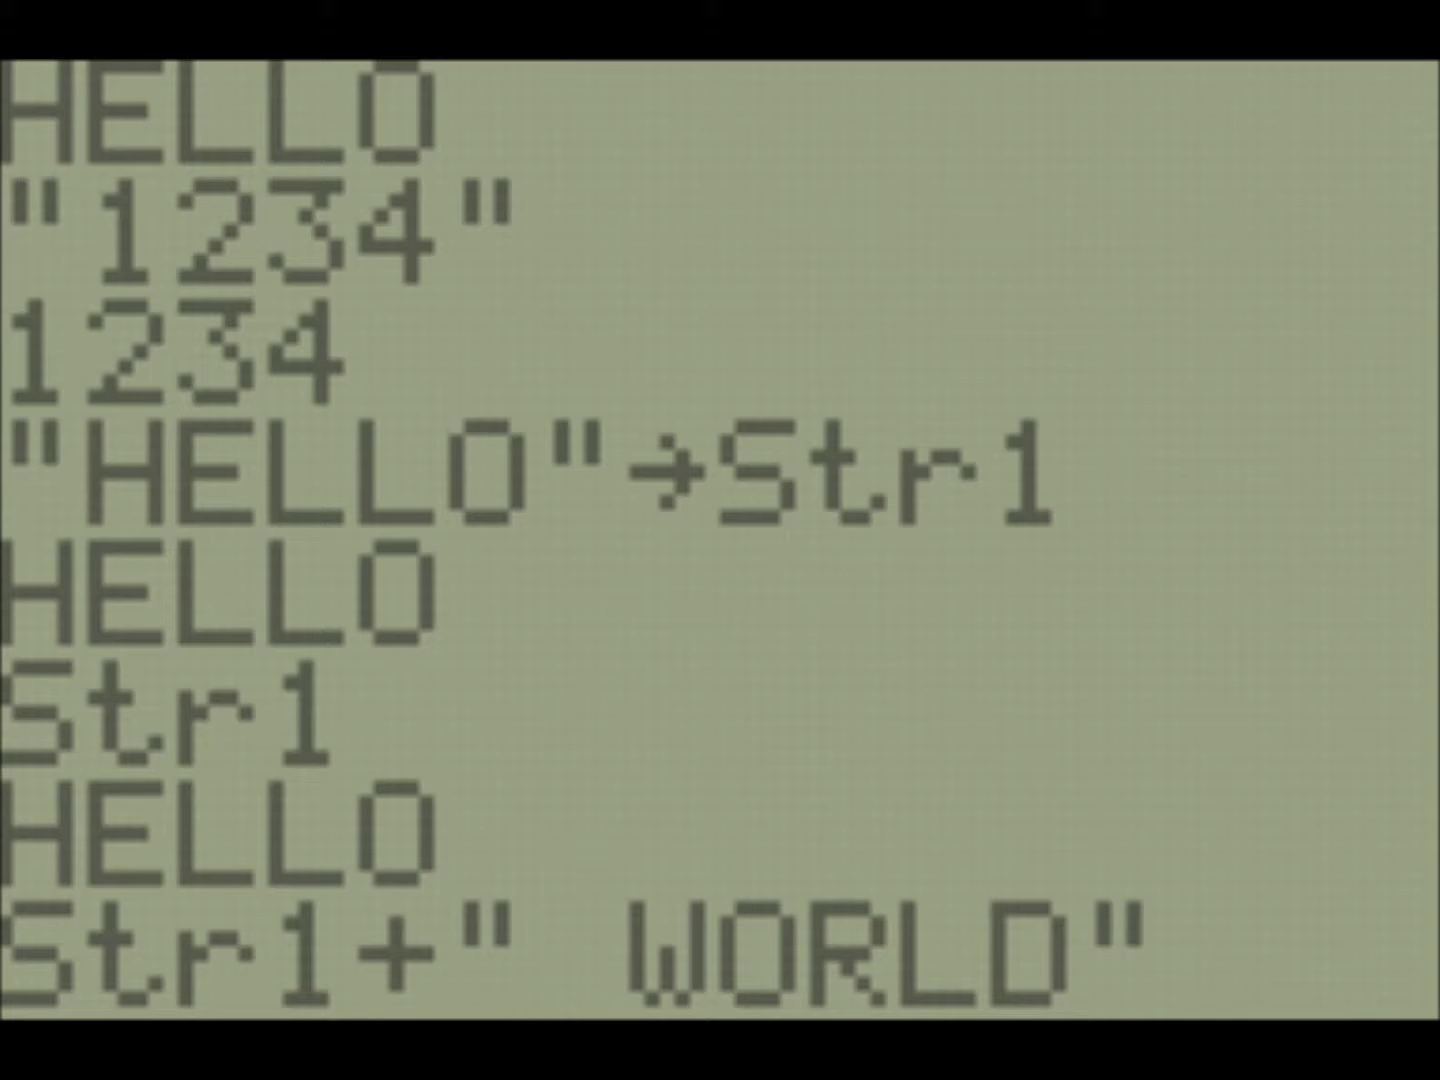 HELLO
"1234"
1234
"HELLO"→Str1
HELLO
Str1
HELLO
Str1+" WORLD"